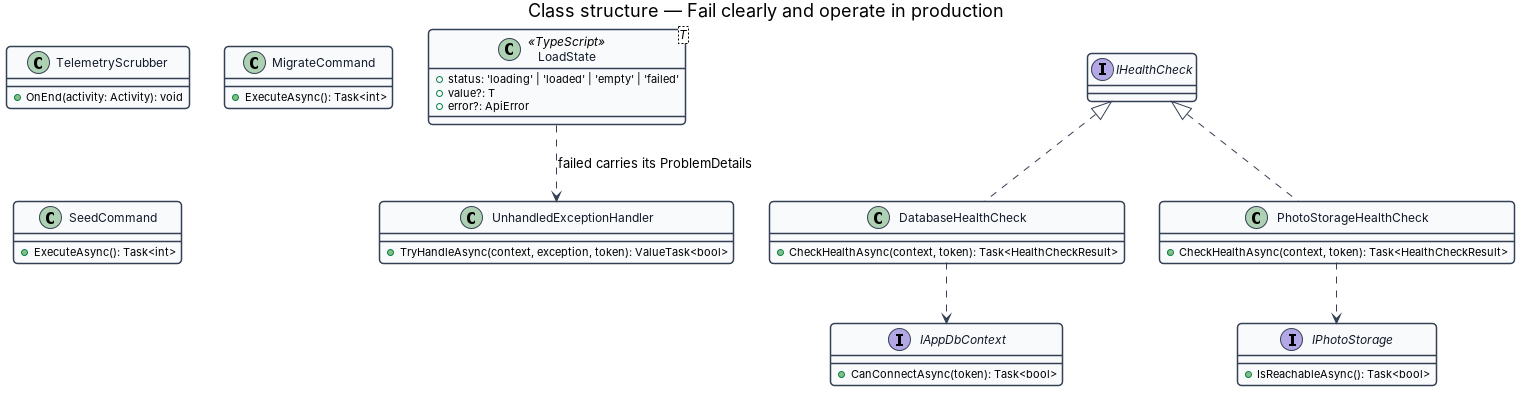 Class structure — Fail clearly and operate in production
C TelemetryScrubber
OnEnd(activity: Activity): void
C MigrateCommand
ExecuteAsync(): Task<int>
T
«TypeScript»
C LoadState
status: 'loading' | 'loaded' | 'empty' | 'failed'
value?: T
error?: ApiError
I IHealthCheck
failed carries its ProblemDetails
C SeedCommand
ExecuteAsync(): Task<int>
C UnhandledExceptionHandler
TryHandleAsync(context, exception, token): ValueTask<bool>
C DatabaseHealthCheck
CheckHealthAsync(context, token): Task<HealthCheckResult>
C PhotoStorageHealthCheck
CheckHealthAsync(context, token): Task<HealthCheckResult>
I IAppDbContext
CanConnectAsync(token): Task<bool>
I IPhotoStorage
IsReachableAsync(): Task<bool>